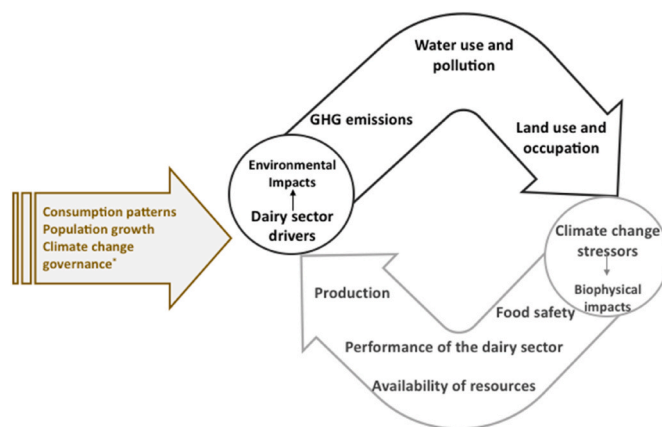 Water use and
pollution
GHG emissions
Land use and
occupation
Environmental
Impacts
Dairy sector
drivers
Consumption patterns
Population growth
Climate change
governance*
Climate change
stressors
Biophysical
impacts
Production
Food safety
Performance of the dairy sector
Availability of resources